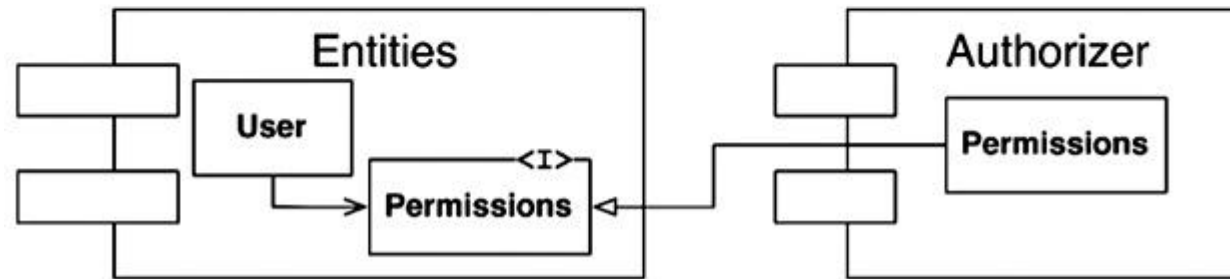 Entities
Authorizer
User
<I>
Permissions
Permissions